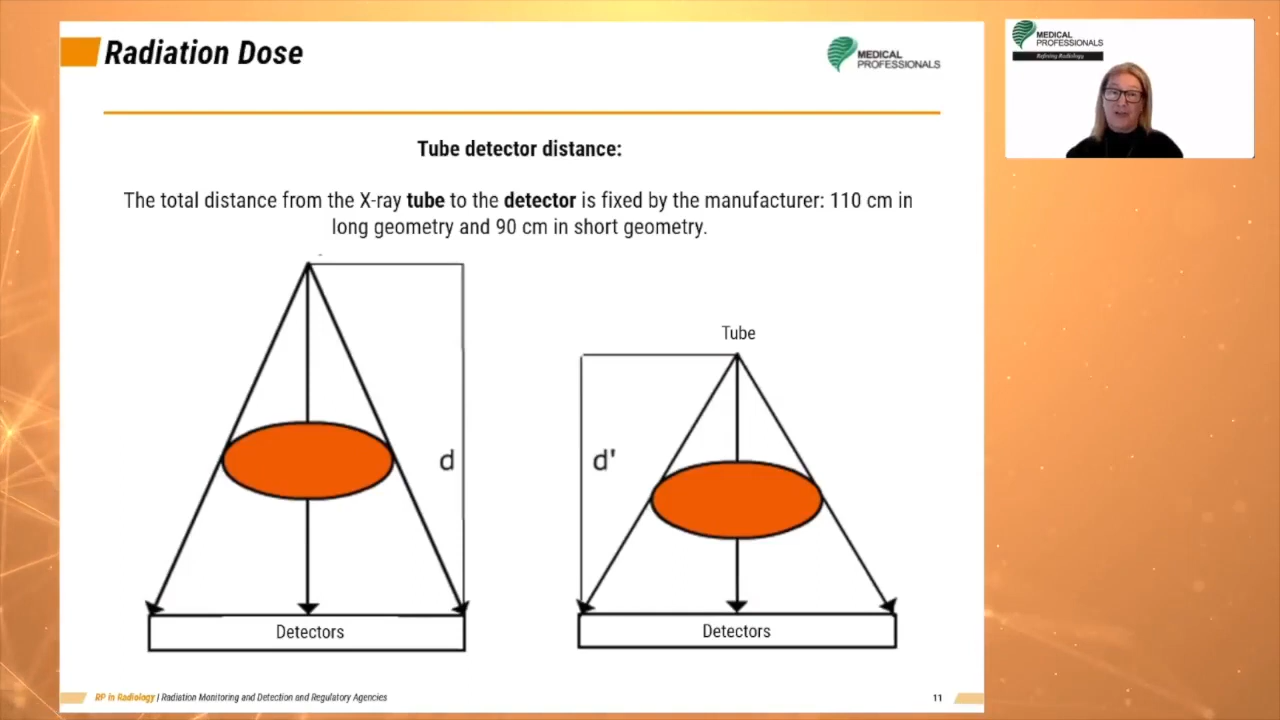 Radiation Dose
MEDICAL
PROFESSIONALS
MEDICAL
PROFESSIONALS
Refining Radiology
Tube detector distance:
The total distance from the X-ray tube to the detector is fixed by the manufacturer: 110 cm in
long geometry and 90 cm in short geometry.
Tube
d
d'
Detectors
Detectors
RP in Radiology | Radiation Monitoring and Detection and Regulatory Agencies
11